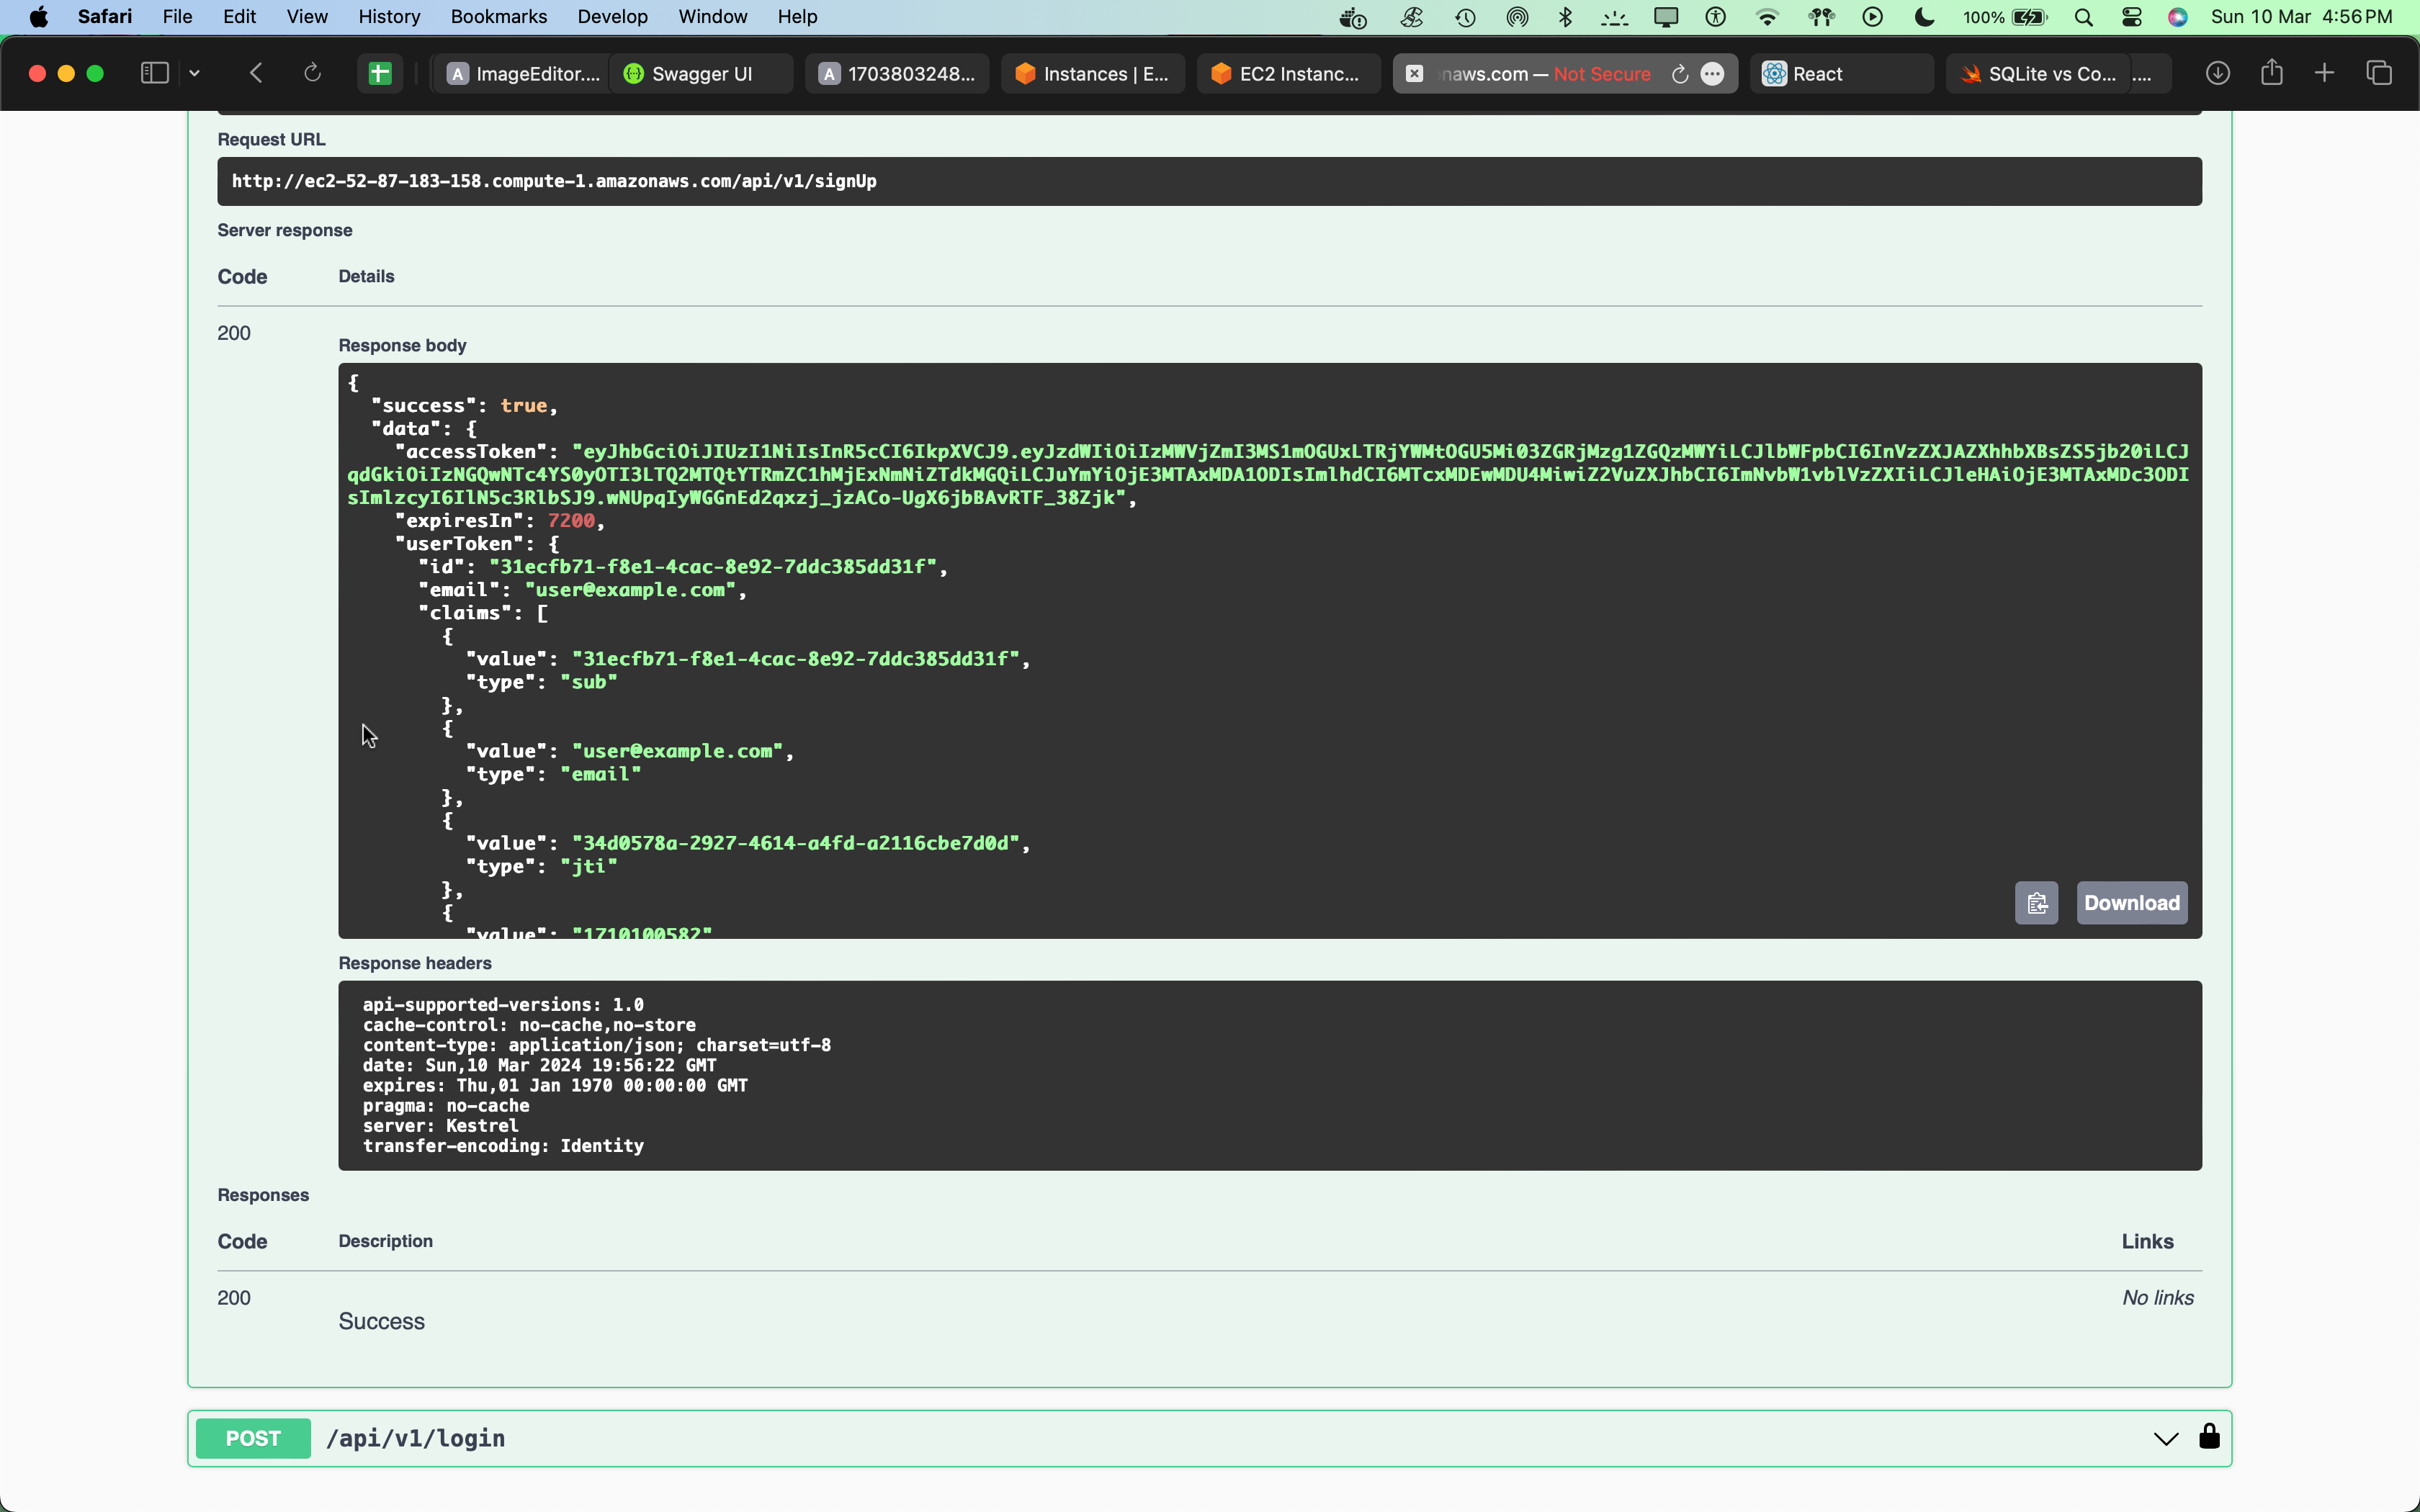 Safari File Edit View History Bookmarks Develop Window Help 100% Sun 10 Mar 4:56 PM
A ImageEditor.... Swagger UI A 1703803248... Instances | E... EC2 Instanc... naws.com — Not Secure React SQLite vs Co... ....
Request URL
http://ec2-52-87-183-158.compute-1.amazonaws.com/api/v1/signUp
Server response
Code Details
200
Response body
{
"success": true,
"data": {
"accessToken": "eyJhbGciOiJIUzI1NiIsInR5cCI6IkpXVCJ9.eyJzdWIiOiIzMWVjZmI3MS1mOGUxLTRjYWMtOGU5Mi03ZGRjMzg1ZGQzMWYiLCJlbWFpbCI6InVzZXJAZXhhbXBsZS5jb20iLCJ
qdGkiOiIzNGQwNTc4YS0yOTI3LTQ2MTQtYTRmZC1hMjExNmNiZTdkMGQiLCJuYmYiOjE3MTAxMDA1ODIsImlhdCI6MTcxMDEwMDU4MiwiZ2VuZXJhbCI6ImNvbW1vblVzZXIiLCJleHAiOjE3MTAxMDc3ODI
sImlzcyI6IlN5c3RlbSJ9.wNUpqIyWGGnEd2qxzj_jzACo-UgX6jbBAvRTF_38Zjk",
"expiresIn": 7200,
"userToken": {
"id": "31ecfb71-f8e1-4cac-8e92-7ddc385dd31f",
"email": "user@example.com",
"claims": [
{
"value": "31ecfb71-f8e1-4cac-8e92-7ddc385dd31f",
"type": "sub"
},
{
"value": "user@example.com",
"type": "email"
},
{
"value": "34d0578a-2927-4614-a4fd-a2116cbe7d0d",
"type": "jti"
},
{
"value": "1710100582"
Download
Response headers
api-supported-versions: 1.0
cache-control: no-cache,no-store
content-type: application/json; charset=utf-8
date: Sun,10 Mar 2024 19:56:22 GMT
expires: Thu,01 Jan 1970 00:00:00 GMT
pragma: no-cache
server: Kestrel
transfer-encoding: Identity
Responses
Code Description Links
200 No links
Success
POST /api/v1/login